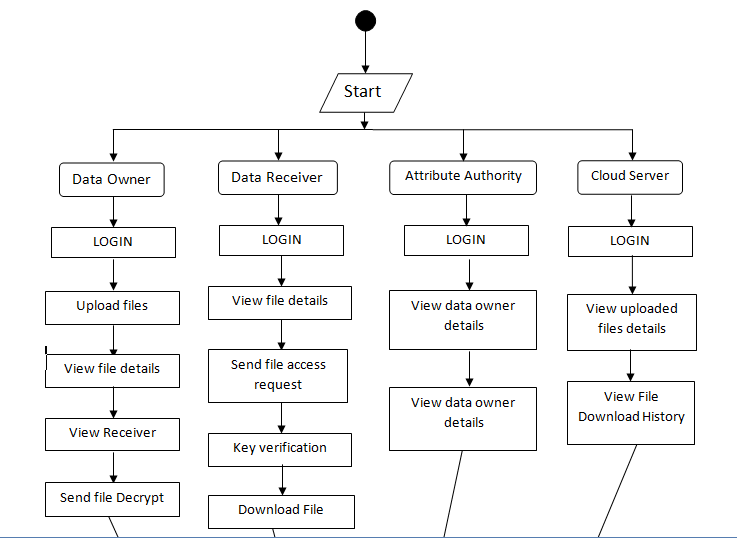 Start
Data Owner
Data Receiver
Attribute Authority
Cloud Server
LOGIN
LOGIN
LOGIN
LOGIN
Upload files
View file details
View data owner
details
View uploaded
files details
View file details
Send file access
request
View data owner
details
View File
Download History
View Receiver
Key verification
Send file Decrypt
Download File